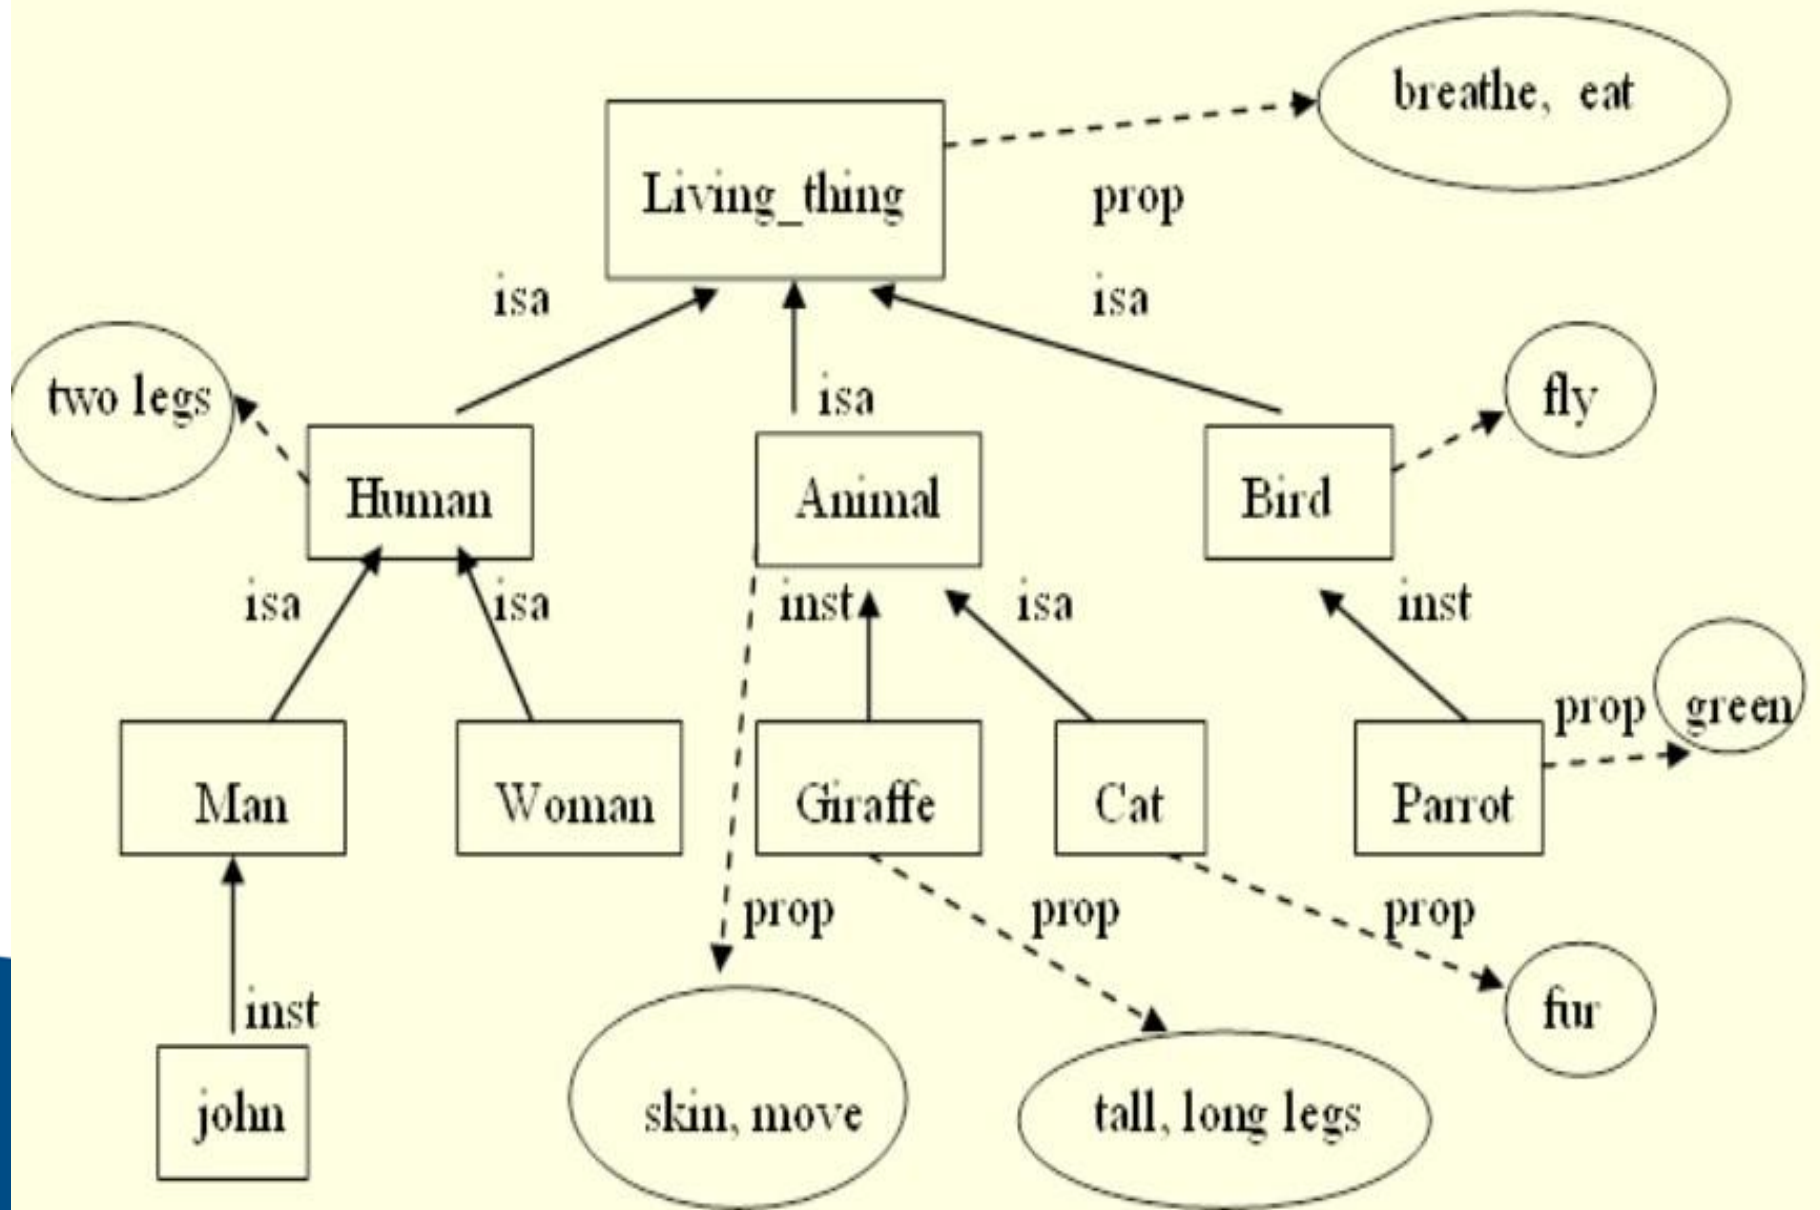 breathe, eat
Living_thing
prop
isa
isa
two legs
isa
fly
Human
Animal
Bird
isa
isa
inst
isa
inst
prop
green
Man
Woman
Giraffe
Cat
Parrot
prop
prop
prop
inst
fur
john
skin, move
tall, long legs